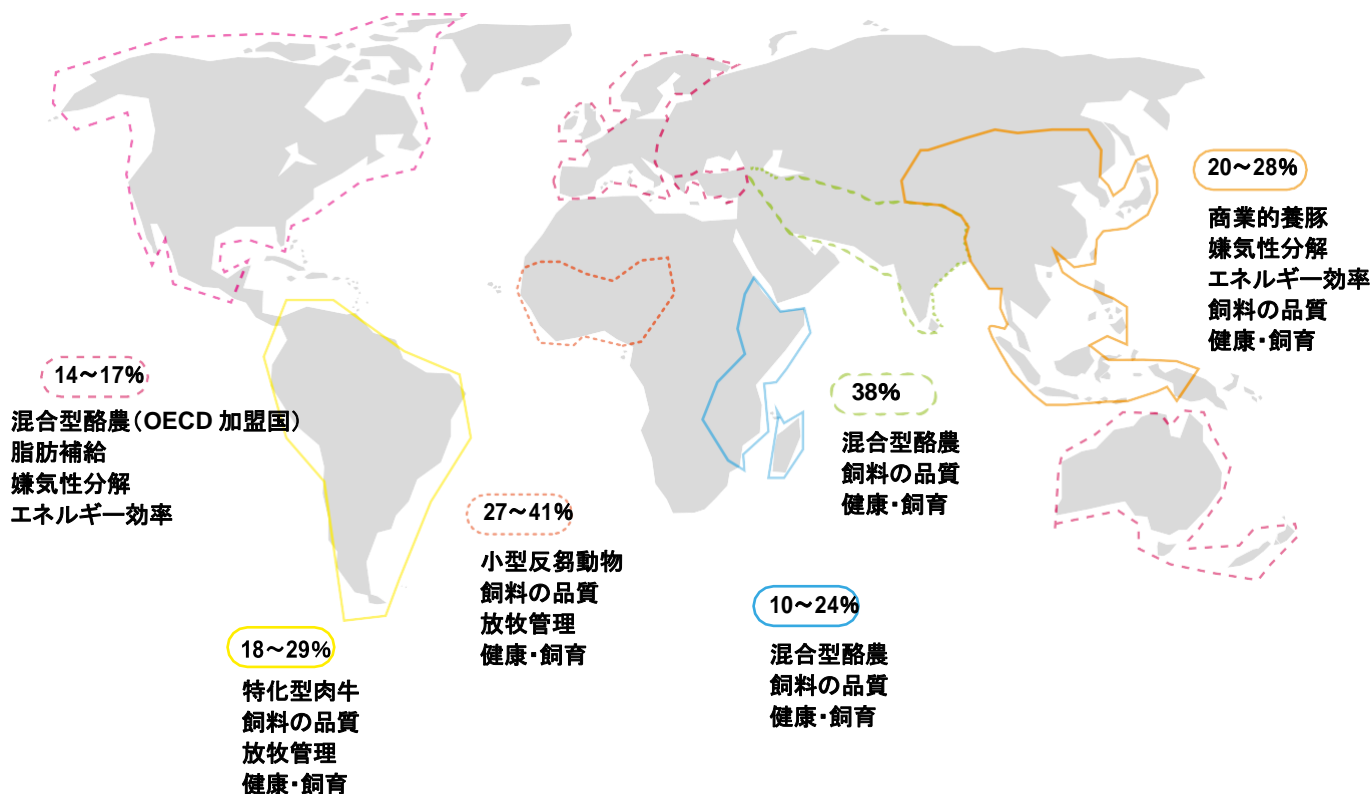 14～17%
混合型酪農（OECD 加盟国）
脂肪補給
嫌気性分解
エネルギー効率
18～29%
特化型肉牛
飼料の品質
放牧管理
健康・飼育
27～41%
小型反芻動物
飼料の品質
放牧管理
健康・飼育
10～24%
混合型酪農
飼料の品質
健康・飼育
38%
混合型酪農
飼料の品質
健康・飼育
20～28%
商業的養豚
嫌気性分解
エネルギー効率
飼料の品質
健康・飼育